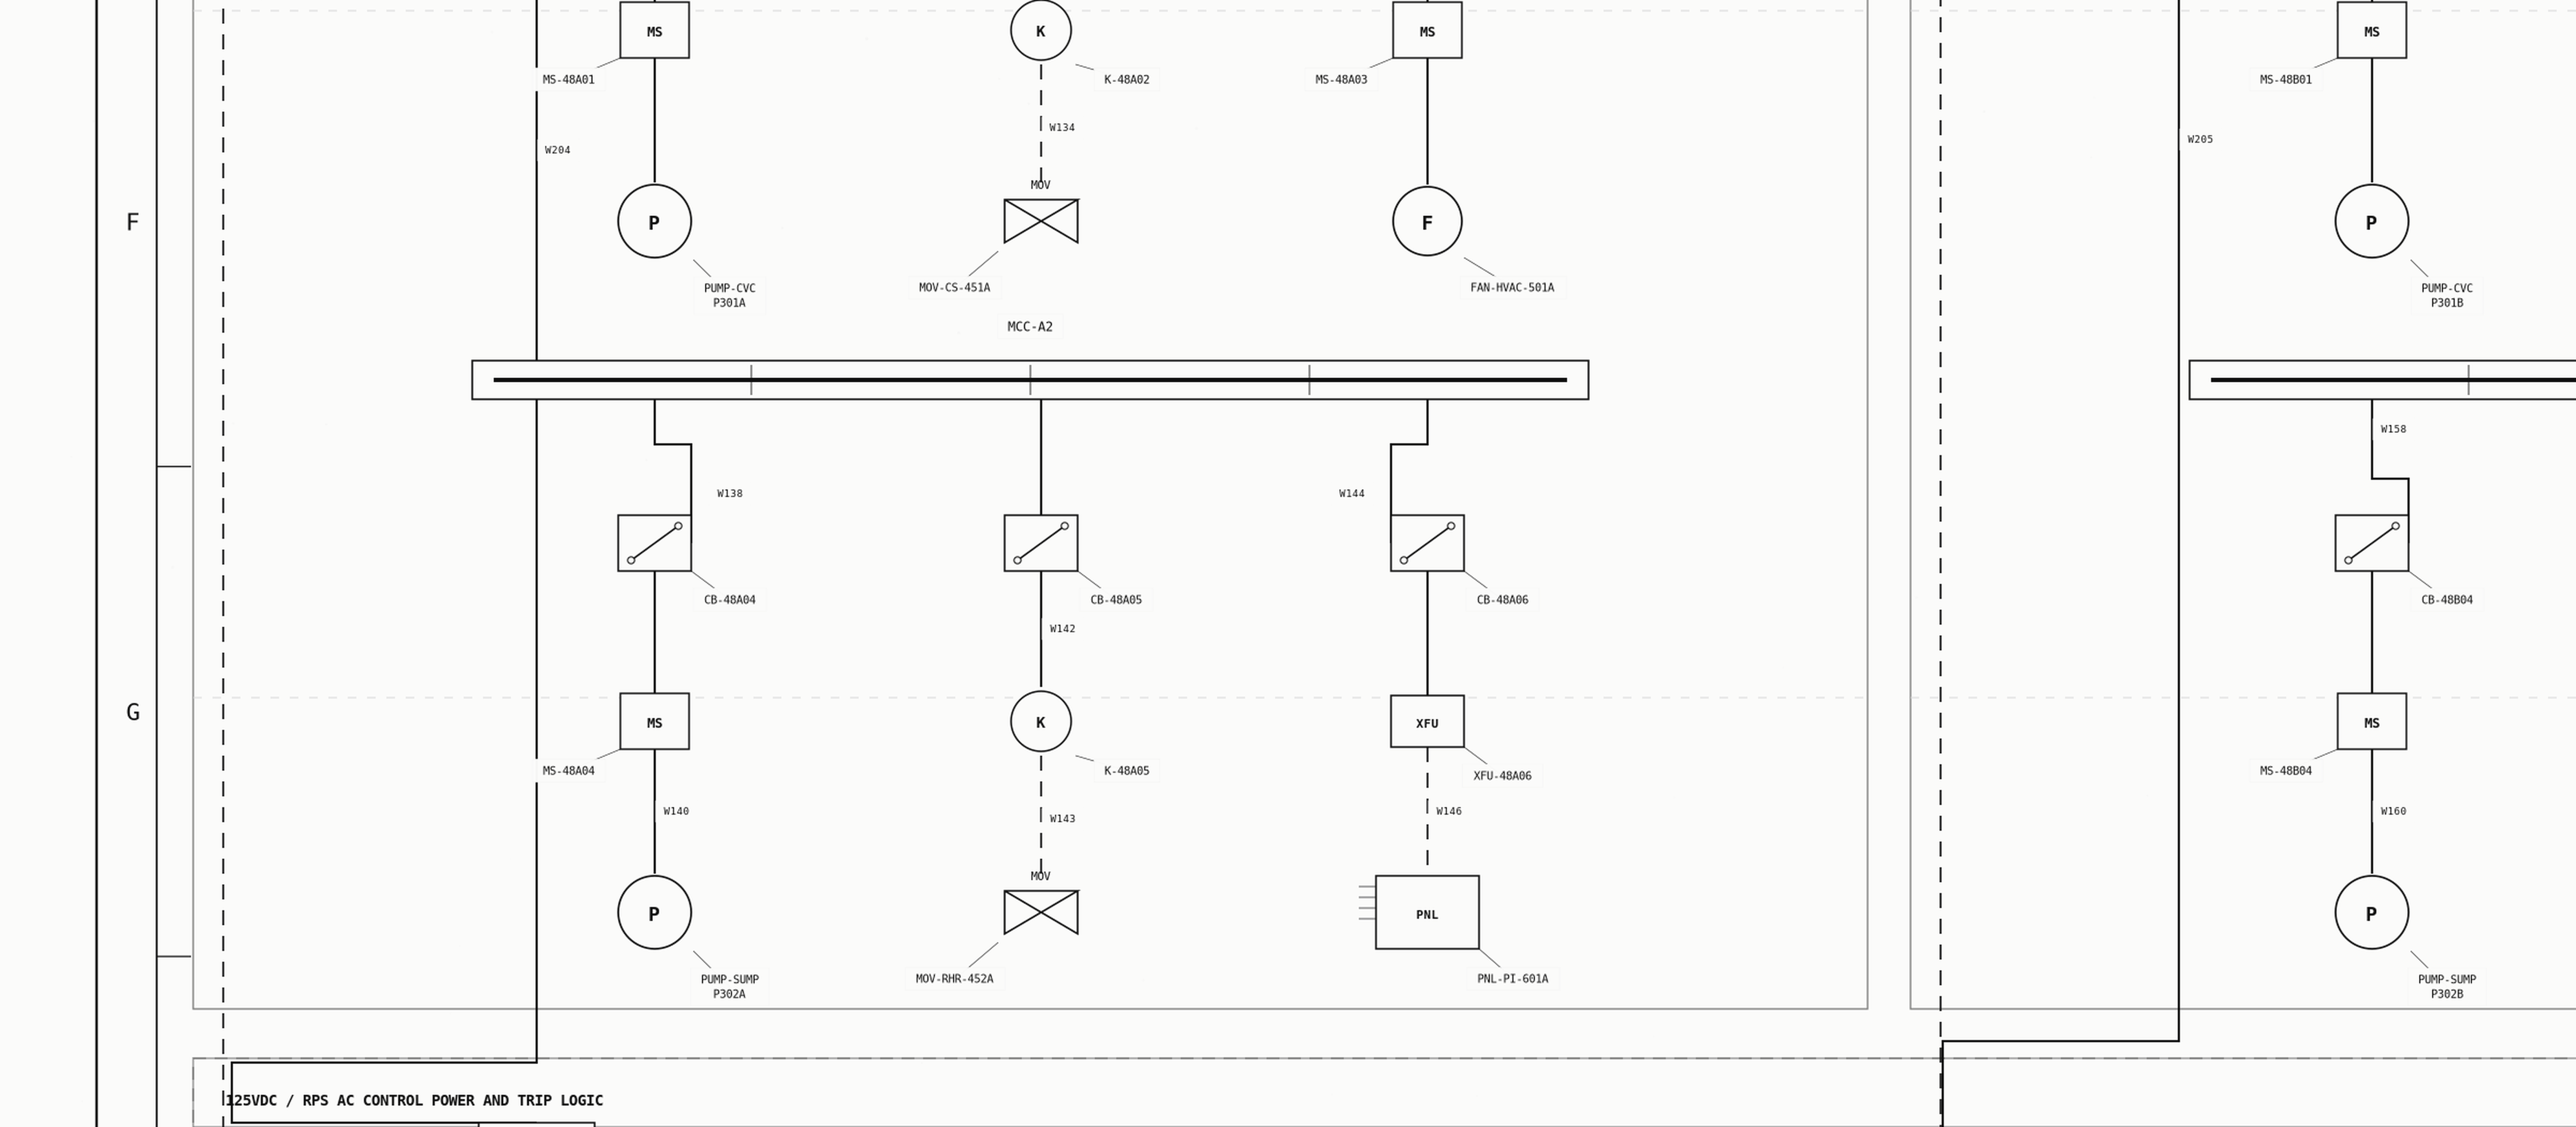 MS
K
MS
MS
MS-48A01
K-48A02
MS-48A03
MS-48B01
W134
W204
W205
MOV
F
P
F
P
MOV-CS-451A
FAN-HVAC-501A
PUMP-CVC
P301A
PUMP-CVC
P301B
MCC-A2
W158
W138
W144
CB-48A04
CB-48A05
CB-48A06
CB-48B04
W142
G
MS
K
XFU
MS
MS-48A04
K-48A05
XFU-48A06
MS-48B04
W140
W143
W146
W160
MOV
P
PNL
P
PUMP-SUMP
P302A
MOV-RHR-452A
PNL-PI-601A
PUMP-SUMP
P302B
125VDC / RPS AC CONTROL POWER AND TRIP LOGIC